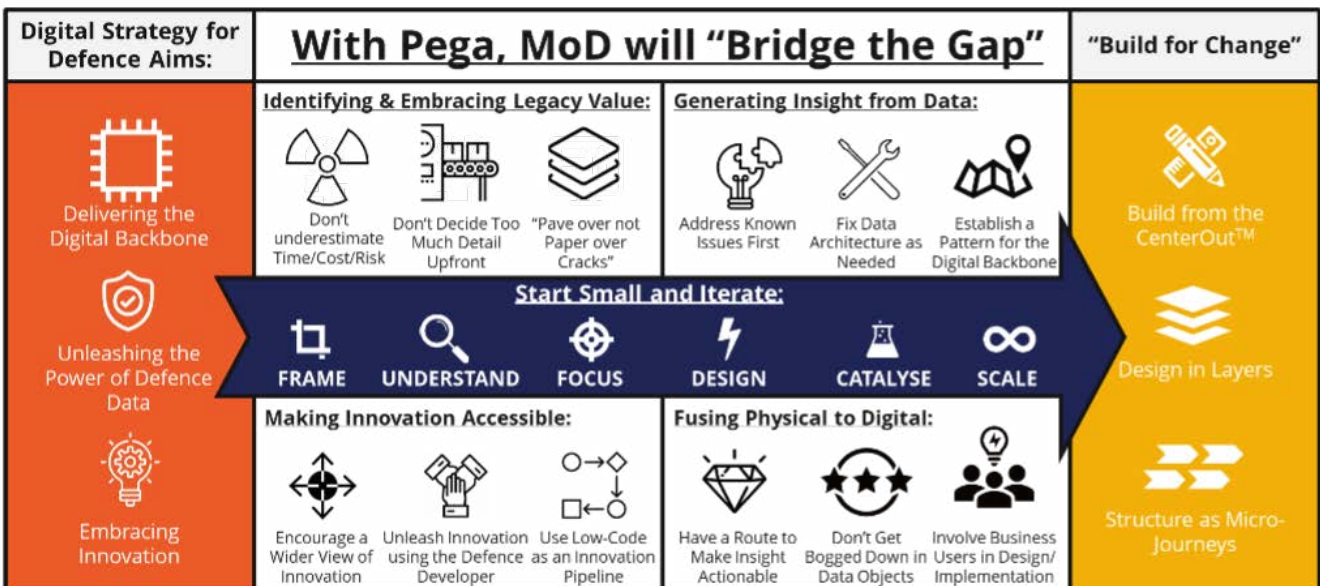 Digital Strategy for
Defence Aims:
With Pega, MoD will “Bridge the Gap”
“Build for Change”
Delivering the
Digital Backbone
Unleashing the
Power of Defence
Data
Embracing
Innovation
Identifying & Embracing Legacy Value:
Don’t
underestimate
Time/Cost/Risk
Don’t Decide Too
Much Detail
Upfront
“Pave over not
Paper over
Cracks”
Generating Insight from Data:
Address Known
Issues First
Fix Data
Architecture as
Needed
Establish a
Pattern for the
Digital Backbone
Start Small and Iterate:
FRAME
UNDERSTAND
FOCUS
DESIGN
CATALYSE
SCALE
Making Innovation Accessible:
Encourage a
Wider View of
Innovation
Unleash Innovation
using the Defence
Developer
Use Low-Code
as an Innovation
Pipeline
Fusing Physical to Digital:
Have a Route to
Make Insight
Actionable
Don’t Get
Bogged Down in
Data Objects
Involve Business
Users in Design/
Implementation
Build from the
CenterOut™
Design in Layers
Structure as Micro-
Journeys